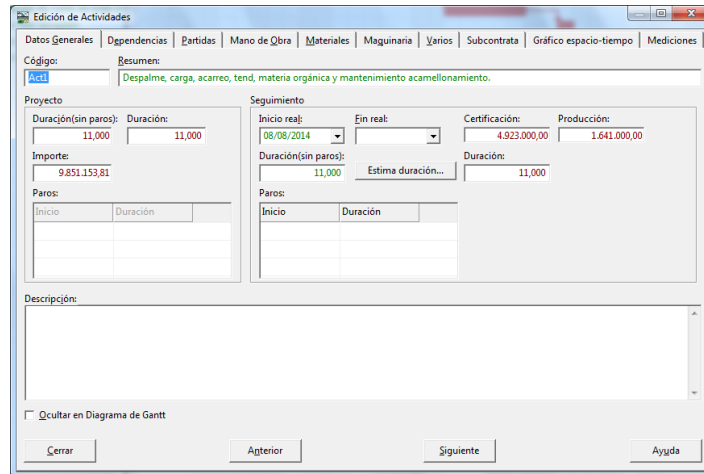 Edición de Actividades
Datos Generales Dependencias Partidas Mano de Obra Materiales Maquinaria Varios Subcontrata Gráfico espacio-tiempo Mediciones
Código: Resumen:
Act1 Despalme, carga, acarreo, tend, materia orgánica y mantenimiento acamellonamiento.
Proyecto Seguimiento
Duración(sin paros): Duración: Inicio real: Fin real: Certificación: Producción:
11,000 11,000 08/08/2014 4.923.000,00 1.641.000,00
Importe: Duración(sin paros): Duración:
9.851.153,81 11,000 Estima duración... 11,000
Paros: Paros:
Inicio Duración Inicio Duración
Descripción:
Ocultar en Diagrama de Gantt
Cerrar Anterior Siguiente Ayuda